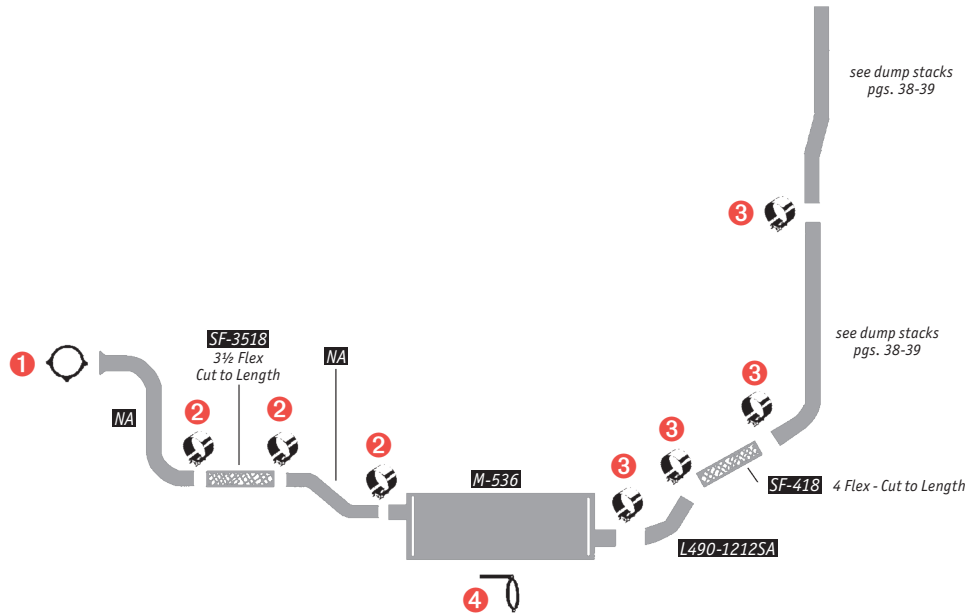 see dump stacks
pgs. 38-39
3
SF-3518
3½ Flex
Cut to Length
NA
see dump stacks
pgs. 38-39
1
NA
2
2
2
3
3
3
M-536
SF-418 4 Flex - Cut to Length
L490-1212SA
4